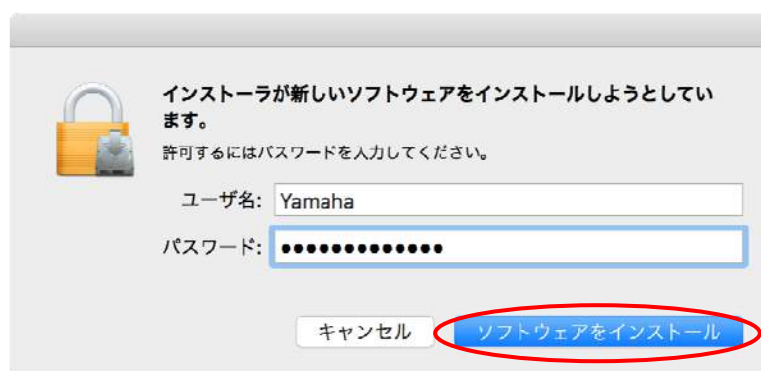 インストーラが新しいソフトウェアをインストールしようとしてい
ます。
許可するにはパスワードを入力してください。
ユーザ名: Yamaha
パスワード: ●●●●●●●●●●●●●
キャンセル ソフトウェアをインストール